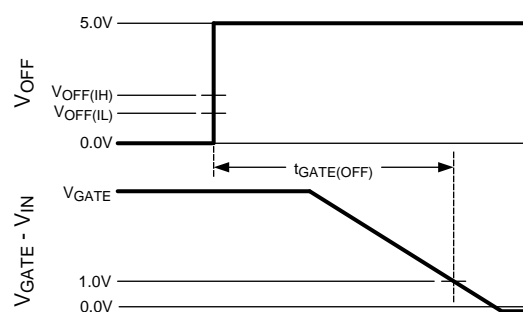 5.0V
VOFF
VOFF(IH)
VOFF(IL)
0.0V
tGATE(OFF)
VGATE
VGATE - VIN
1.0V
0.0V